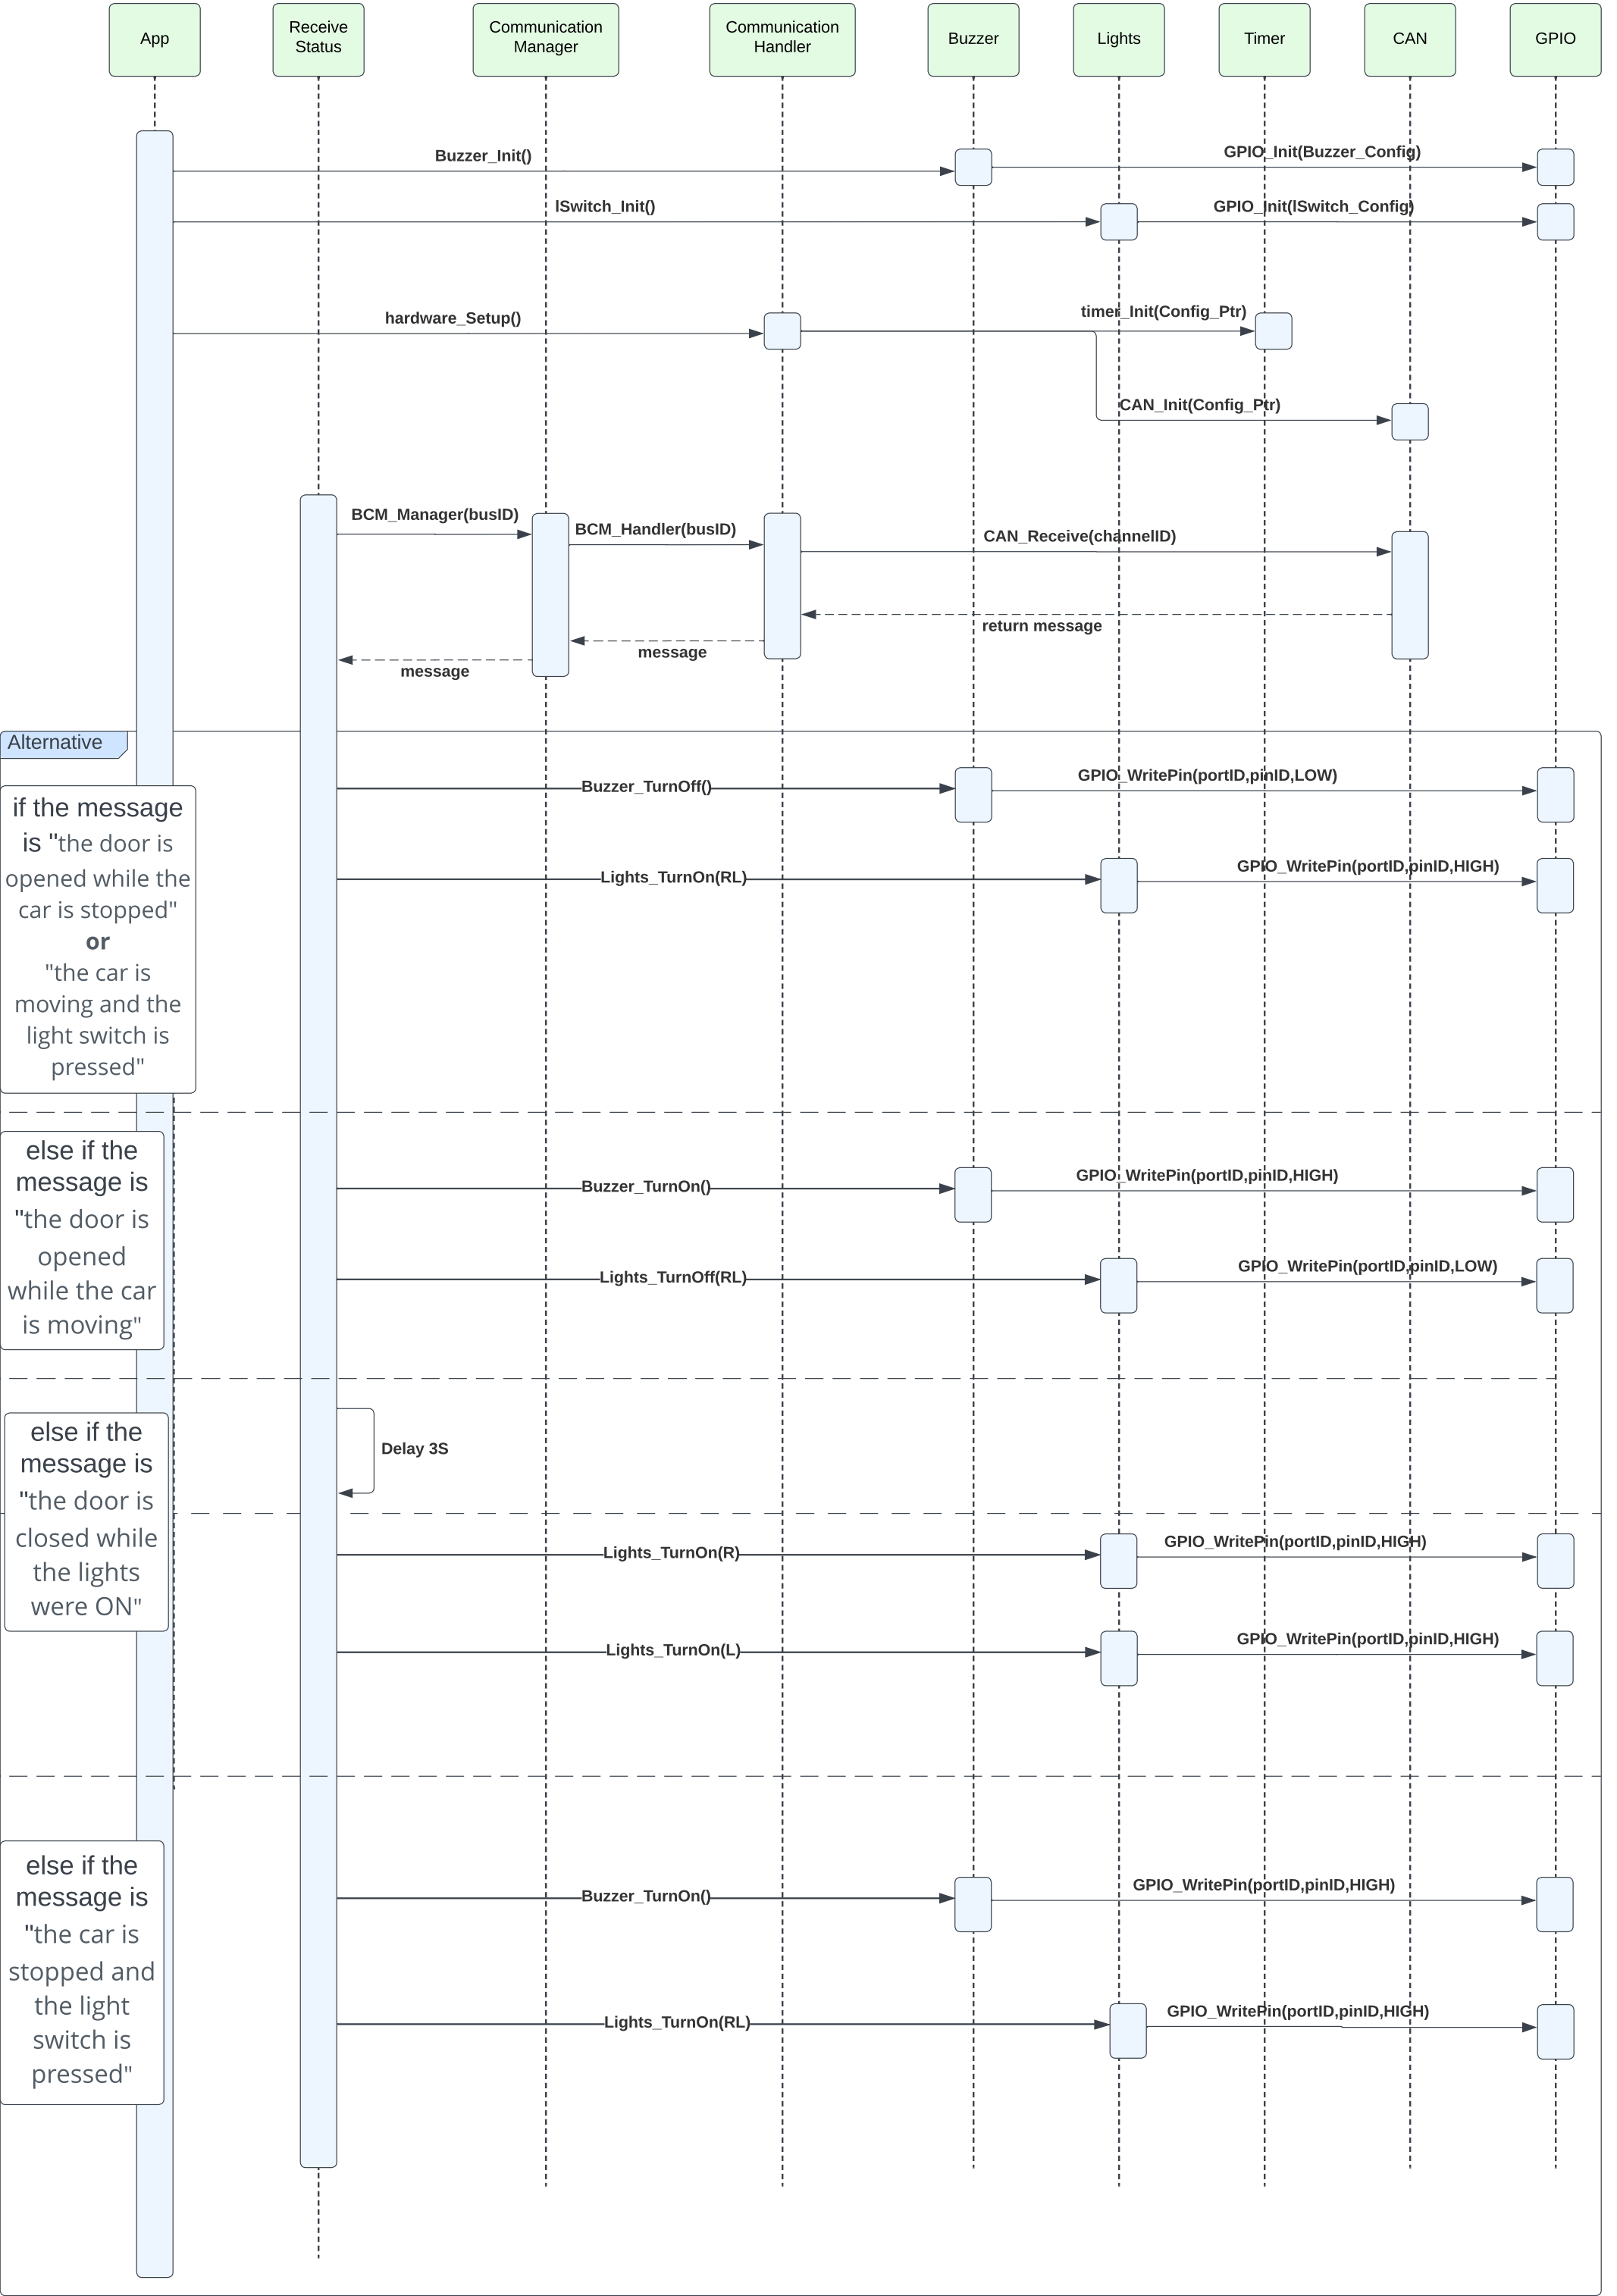 App
Receive
Status
Communication
Manager
Communication
Handler
Buzzer
Lights
Timer
CAN
GPIO
Buzzer_Init()
GPIO_Init(Buzzer_Config)
lSwitch_Init()
GPIO_Init(lSwitch_Config)
hardware_Setup()
timer_Init(Config_Ptr)
CAN_Init(Config_Ptr)
BCM_Manager(busID)
BCM_Handler(busID)
CAN_Receive(channelID)
return message
message
message
Alternative
if the message
is "the door is
opened while the
car is stopped"
or
"the car is
moving and the
light switch is
pressed"
Buzzer_TurnOff()
GPIO_WritePin(portID,pinID,LOW)
Lights_TurnOn(RL)
GPIO_WritePin(portID,pinID,HIGH)
else if the
message is
"the door is
opened
while the car
is moving"
Buzzer_TurnOn()
GPIO_WritePin(portID,pinID,HIGH)
Lights_TurnOff(RL)
GPIO_WritePin(portID,pinID,LOW)
else if the
message is
"the door is
closed while
the lights
were ON"
Delay 3S
Lights_TurnOn(R)
GPIO_WritePin(portID,pinID,HIGH)
Lights_TurnOn(L)
GPIO_WritePin(portID,pinID,HIGH)
else if the
message is
"the car is
stopped and
the light
switch is
pressed"
Buzzer_TurnOn()
GPIO_WritePin(portID,pinID,HIGH)
Lights_TurnOn(RL)
GPIO_WritePin(portID,pinID,HIGH)